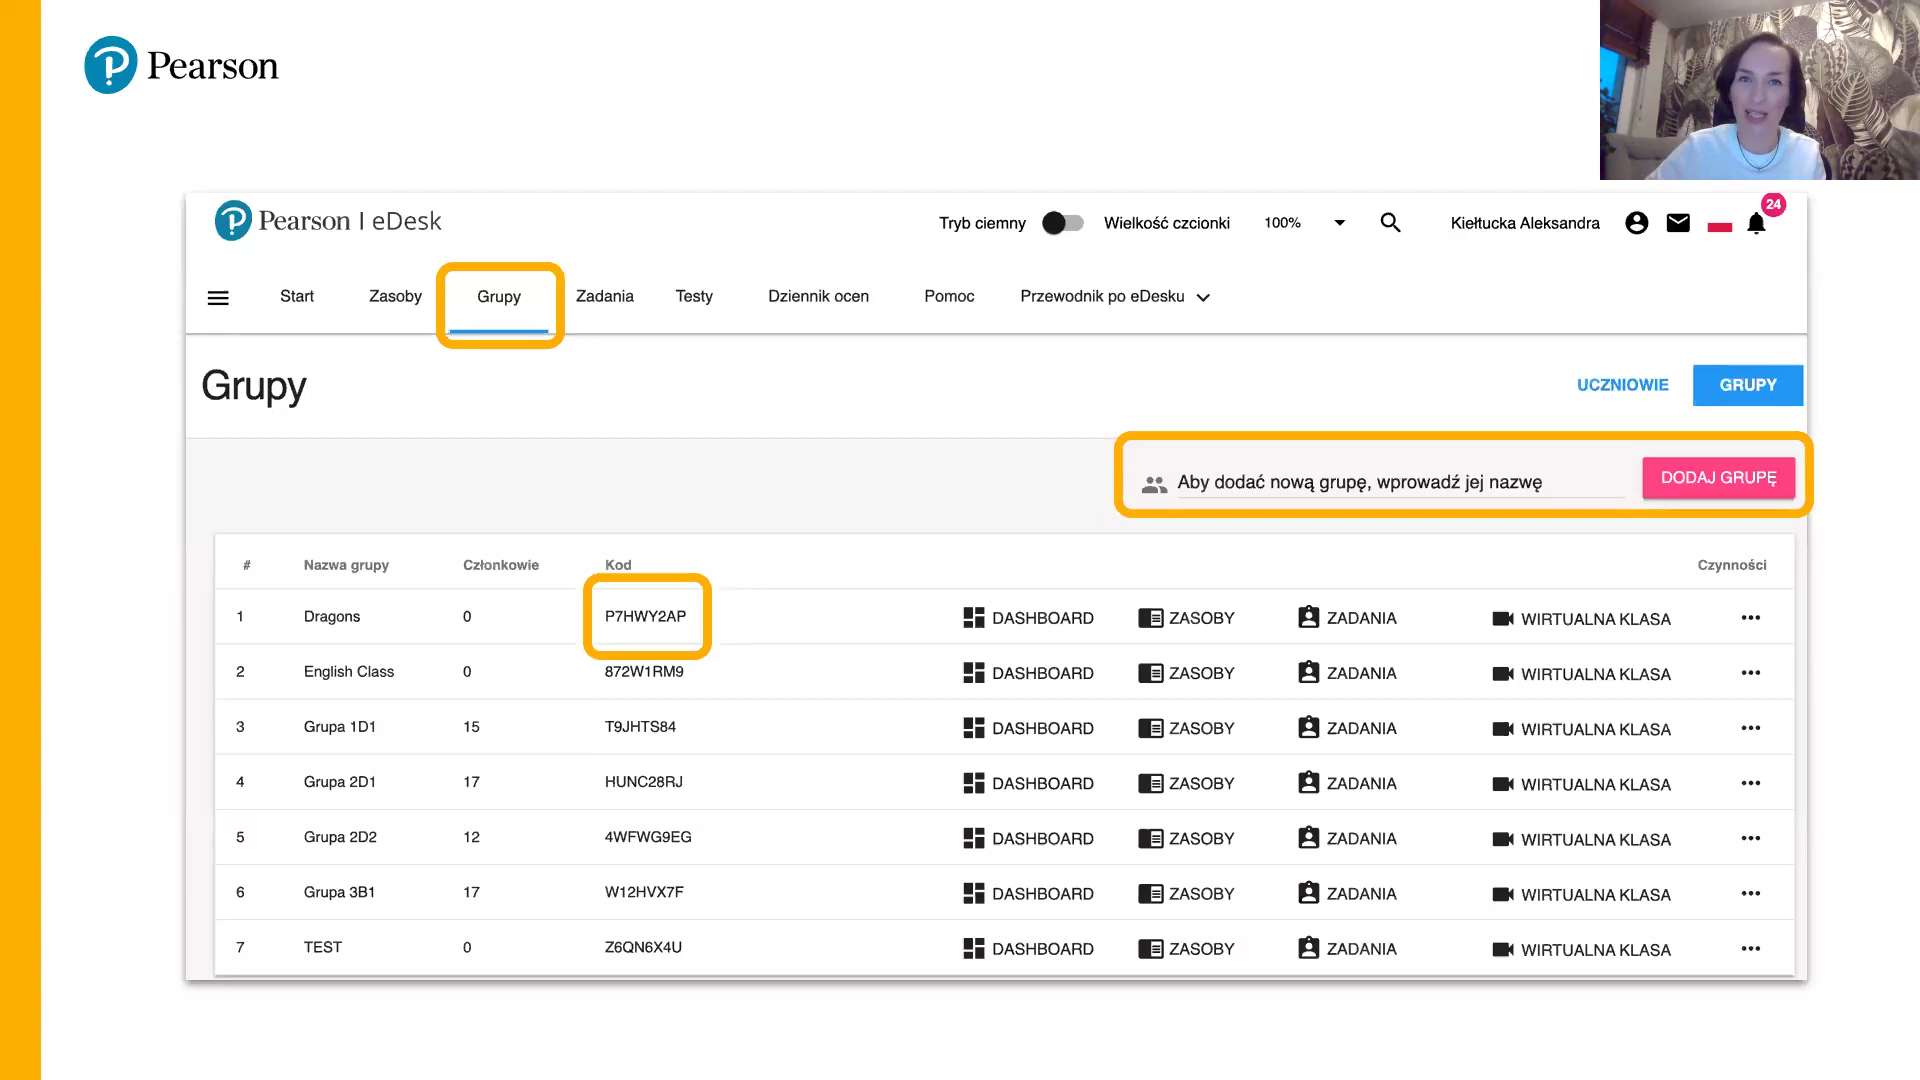 Pearson
Pearson | eDesk
Tryb ciemny Wielkość czcionki 100% Kiełtucka Aleksandra 24
Start Zasoby Grupy Zadania Testy Dziennik ocen Pomoc Przewodnik po eDesku
Grupy UCZNIOWIE GRUPY
Aby dodać nową grupę, wprowadź jej nazwę DODAJ GRUPĘ
# Nazwa grupy Członkowie Kod Czynności
1 Dragons 0 P7HWY2AP DASHBOARD ZASOBY ZADANIA WIRTUALNA KLASA
2 English Class 0 872W1RM9 DASHBOARD ZASOBY ZADANIA WIRTUALNA KLASA
3 Grupa 1D1 15 T9JHTS84 DASHBOARD ZASOBY ZADANIA WIRTUALNA KLASA
4 Grupa 2D1 17 HUNC28RJ DASHBOARD ZASOBY ZADANIA WIRTUALNA KLASA
5 Grupa 2D2 12 4WFWG9EG DASHBOARD ZASOBY ZADANIA WIRTUALNA KLASA
6 Grupa 3B1 17 W12HVX7F DASHBOARD ZASOBY ZADANIA WIRTUALNA KLASA
7 TEST 0 Z6QN6X4U DASHBOARD ZASOBY ZADANIA WIRTUALNA KLASA